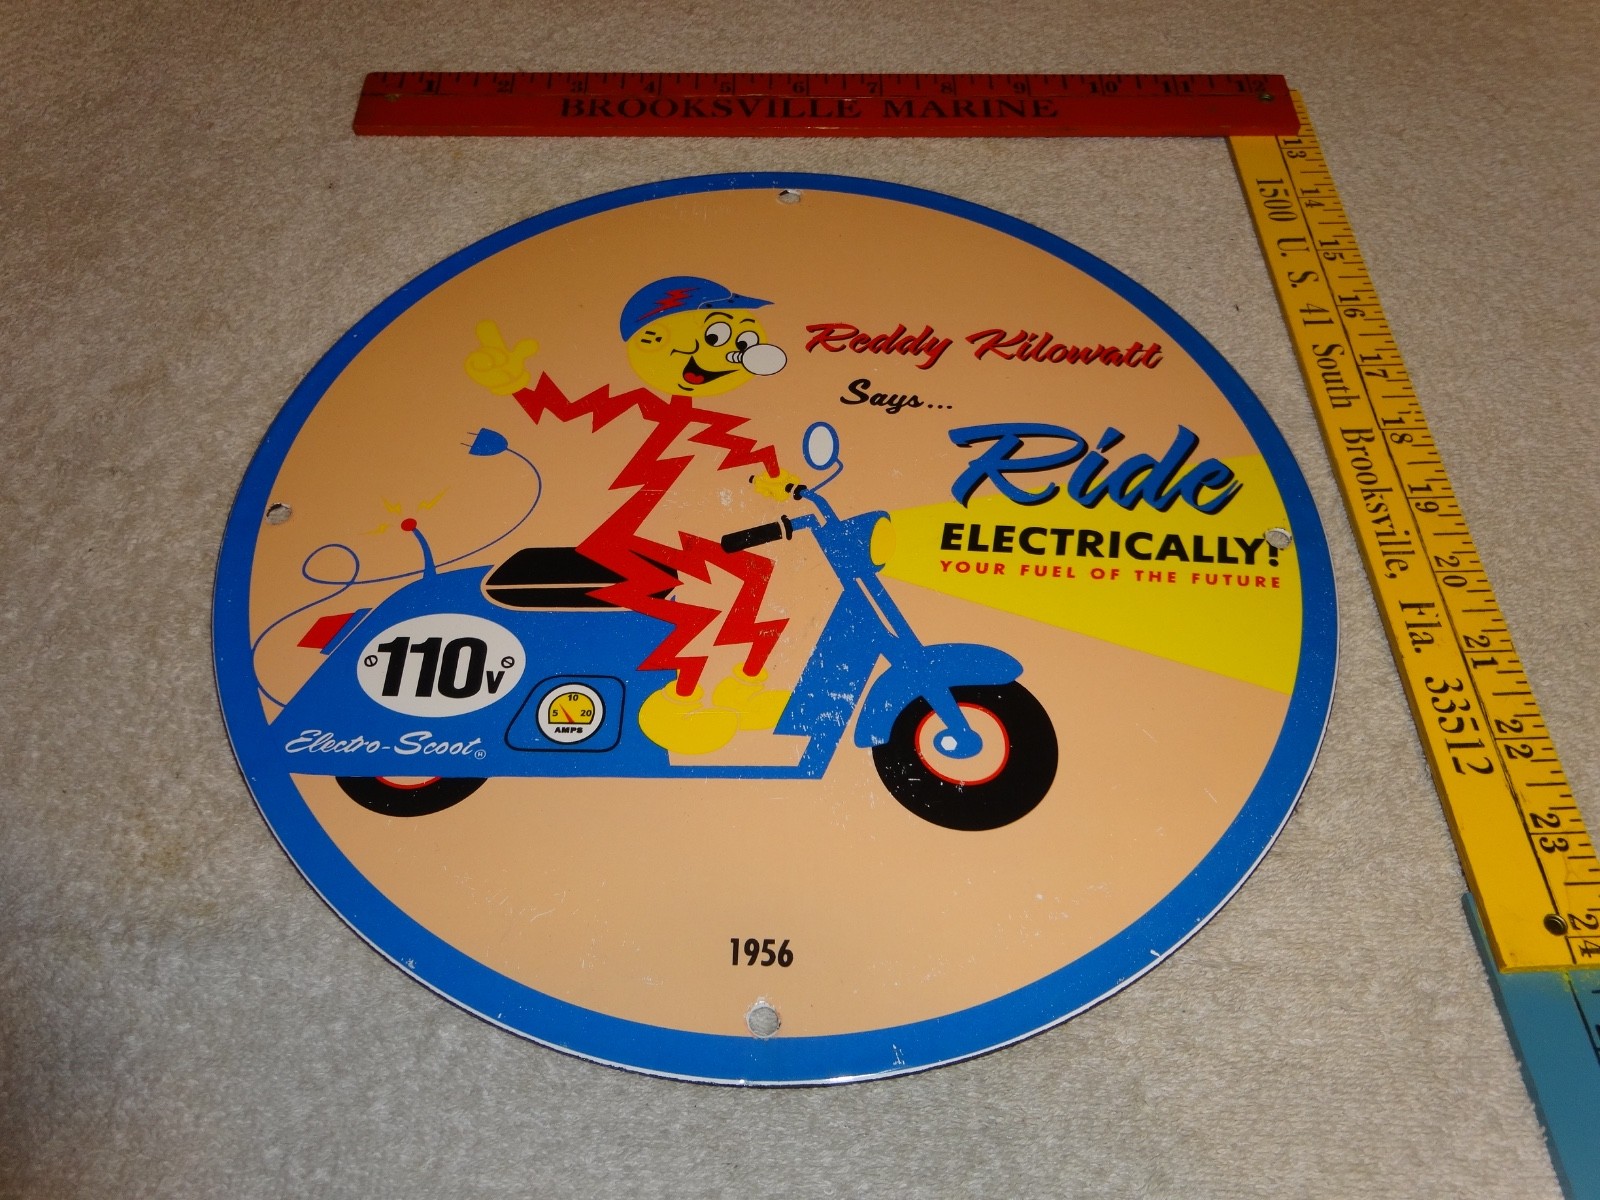 1 2 3 4 5 6 7 8 9 10 11 12
BROOKSVILLE MARINE
13 14 15 16 17 18 19 20 21 22 23 24
1500 U. S. 41 South Brooksville, Fla. 33512
Reddy Kilowatt
Says...
Ride
ELECTRICALLY!
YOUR FUEL OF THE FUTURE
110v
5 10 20
AMPS
Electro-Scoot®
1956